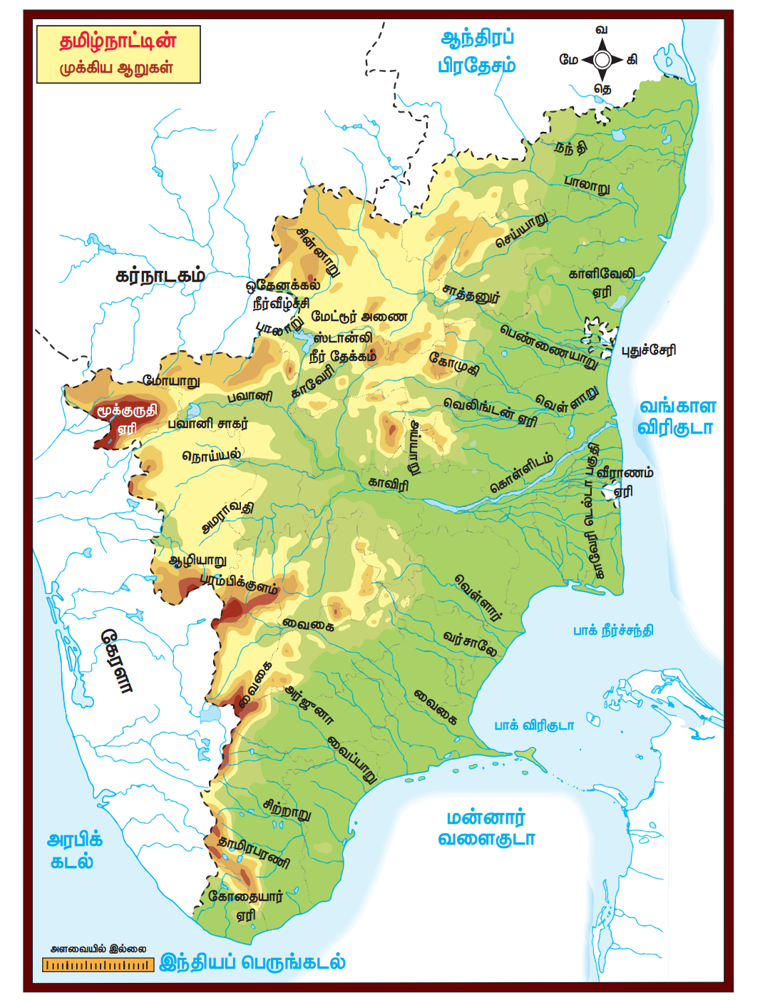 தமிழ்நாட்டின்
முக்கிய ஆறுகள்
ஆந்திரப்
பிரதேசம்
வ
மே
கி
தெ
நந்தி
பாலாறு
செய்யாறு
சின்னாறு
கர்நாடகம்
ஒகேனக்கல்
நீர்வீழ்ச்சி
காளிவேலி
ஏரி
சாத்தனுர்
மேட்டூர் அணை
பாலாறு
ஸ்டான்லி
நீர் தேக்கம்
பெண்ணையாறு
புதுச்சேரி
கோமுகி
மோயாறு
பவானி
காவேரி
வெலிங்டன் ஏரி
வெள்ளாறு
வங்காள
விரிகுடா
மூக்குருதி
ஏரி
பவானி சாகர்
ஐய்யாறு
நொய்யல்
காவிரி
கொள்ளிடம்
வீராணம்
ஏரி
காவேரி டெல்டா பகுதி
அமராவதி
ஆழியாறு
பரம்பிக்குளம்
வெள்ளார்
வைகை
வர்சாலே
பாக் நீர்ச்சந்தி
கேரளா
வைகை
அர்ஜுனா
வைகை
பாக் விரிகுடா
வைப்பாறு
சிற்றாறு
மன்னார்
வளைகுடா
அரபிக்
கடல்
தாமிரபரணி
கோதையார்
ஏரி
அளவையில் இல்லை
இந்தியப் பெருங்கடல்